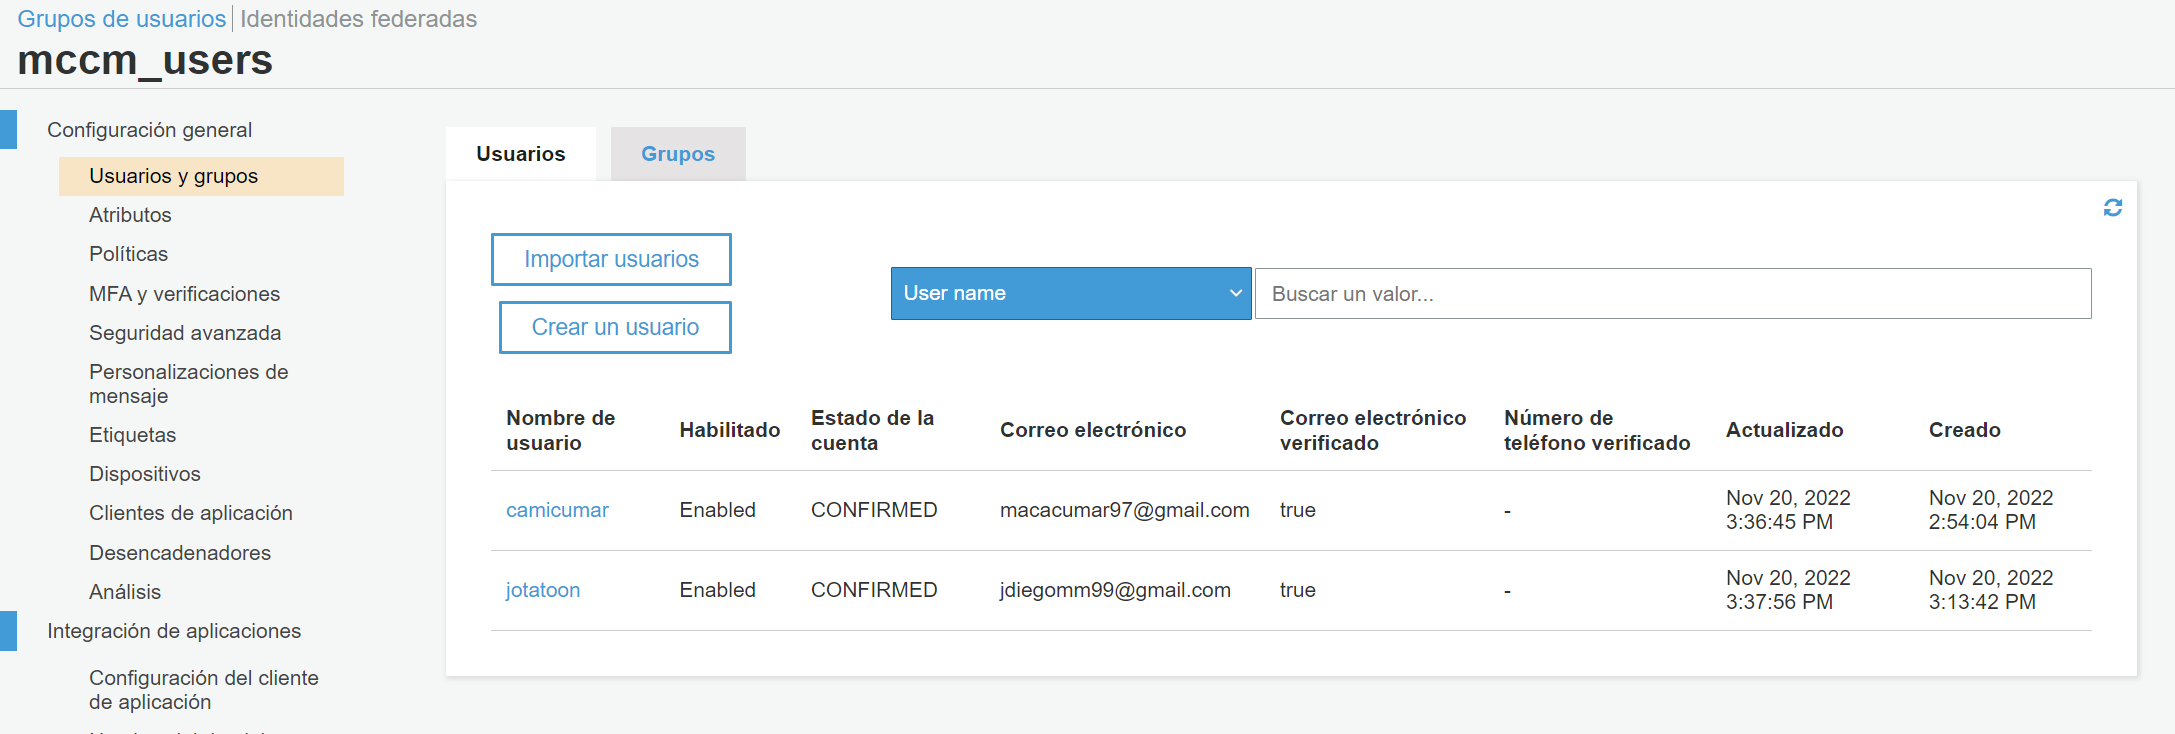 Grupos de usuarios Identidades federadas
mccm_users
Configuración general
Usuarios y grupos
Atributos
Políticas
MFA y verificaciones
Seguridad avanzada
Personalizaciones de
mensaje
Etiquetas
Dispositivos
Clientes de aplicación
Desencadenadores
Análisis
Integración de aplicaciones
Configuración del cliente
de aplicación
Usuarios Grupos
Importar usuarios
Crear un usuario
User name Buscar un valor...
Nombre de usuario Habilitado Estado de la cuenta Correo electrónico Correo electrónico verificado Número de teléfono verificado Actualizado Creado
camicumar Enabled CONFIRMED macacumar97@gmail.com true - Nov 20, 2022 3:36:45 PM Nov 20, 2022 2:54:04 PM
jotatoon Enabled CONFIRMED jdiegomm99@gmail.com true - Nov 20, 2022 3:37:56 PM Nov 20, 2022 3:13:42 PM